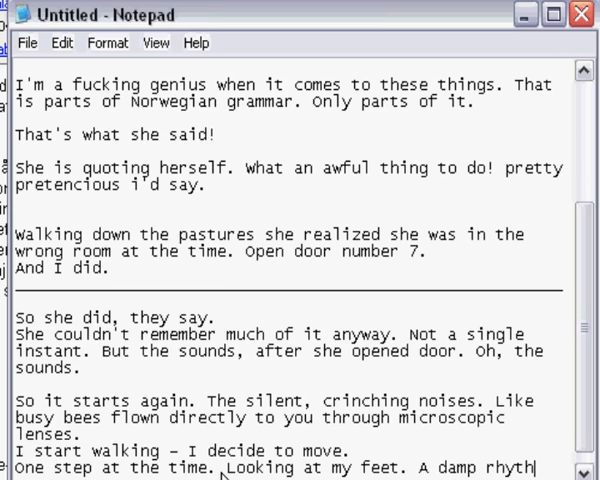 Untitled - Notepad
File Edit Format View Help
I'm a fucking genius when it comes to these things. That
is parts of Norwegian grammar. Only parts of it.
That's what she said!
She is quoting herself. What an awful thing to do! pretty
pretencious i'd say.
Walking down the pastures she realized she was in the
wrong room at the time. Open door number 7.
And I did.
So she did, they say.
She couldn't remember much of it anyway. Not a single
instant. But the sounds, after she opened door. Oh, the
sounds.
So it starts again. The silent, crinching noises. Like
busy bees flown directly to you through microscopic
lenses.
I start walking - I decide to move.
One step at the time. Looking at my feet. A damp rhyth